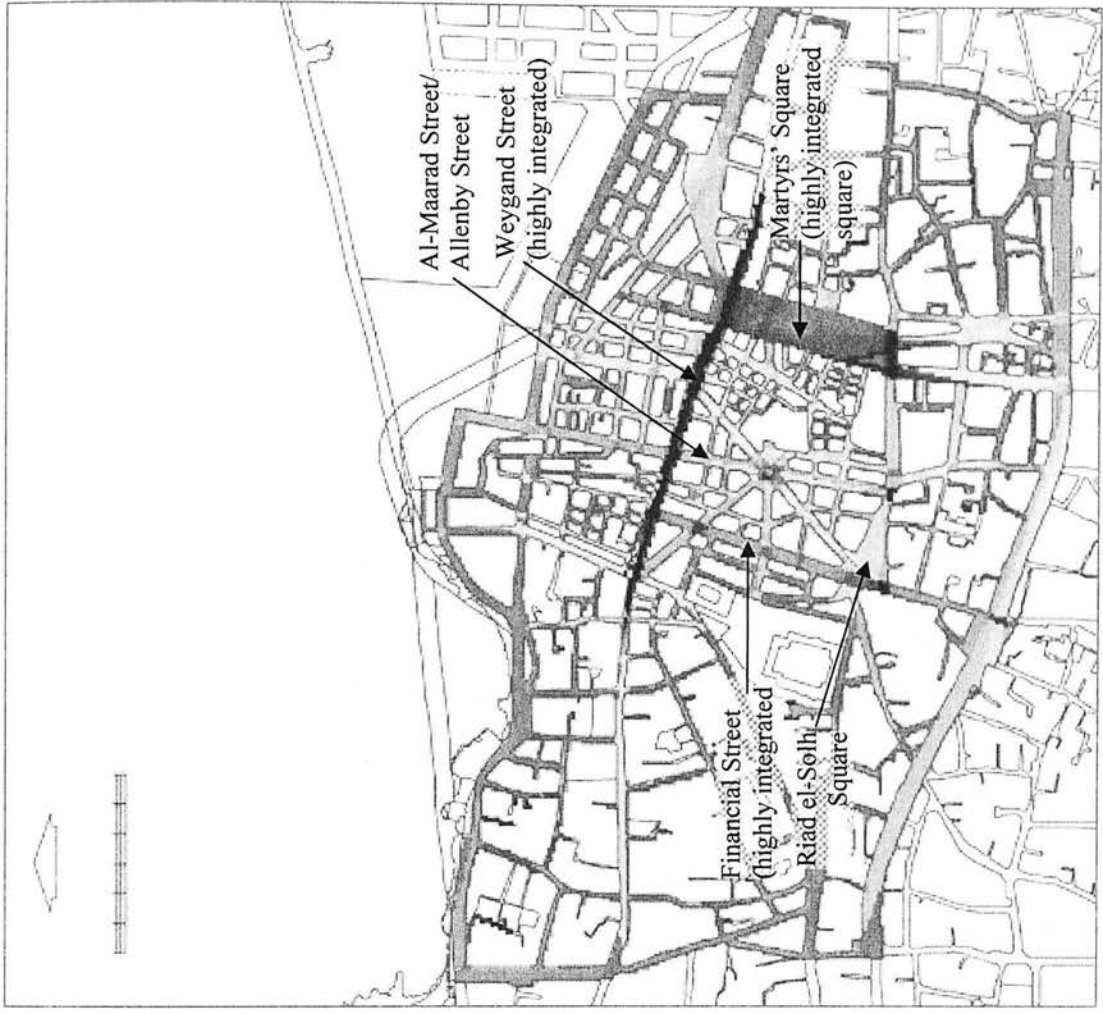 Al-Maarad Street/
Allenby Street
Weygand Street
(highly integrated)
Martyrs' Square
(highly integrated
square)
Financial Street
(highly integrated
Riad el-Solh
Square